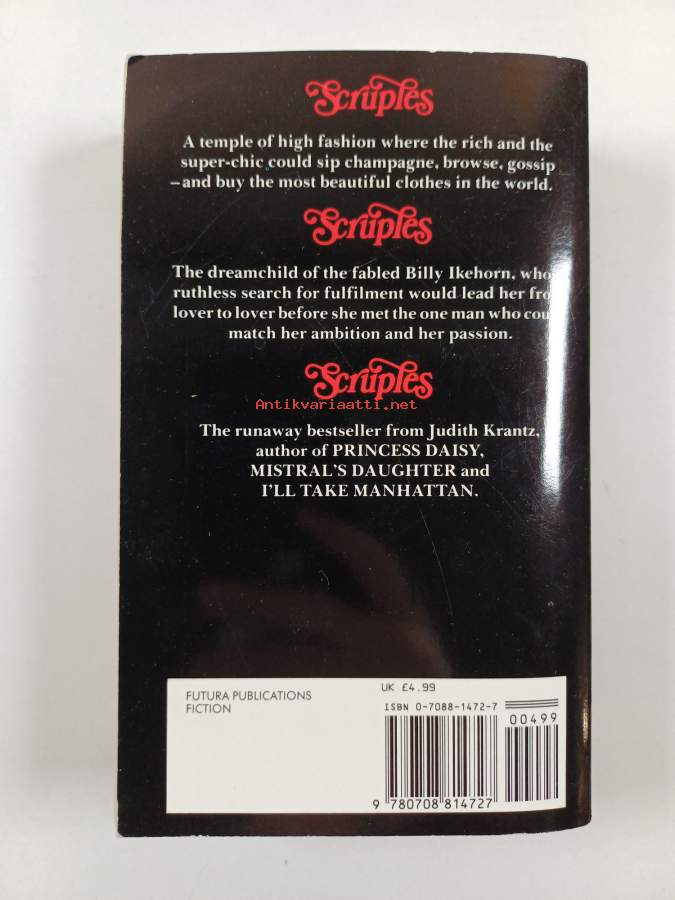 Scruples
A temple of high fashion where the rich and the
super-chic could sip champagne, browse, gossip
–and buy the most beautiful clothes in the world.
Scruples
The dreamchild of the fabled Billy Ikehorn, who
ruthless search for fulfilment would lead her fro
lover to lover before she met the one man who cou
match her ambition and her passion.
Scruples
Antikvariaatti.net
The runaway bestseller from Judith Krantz,
author of PRINCESS DAISY,
MISTRAL'S DAUGHTER and
I'LL TAKE MANHATTAN.
FUTURA PUBLICATIONS
FICTION
UK £4.99
ISBN 0-7088-1472-7
00499
9 780708 814727